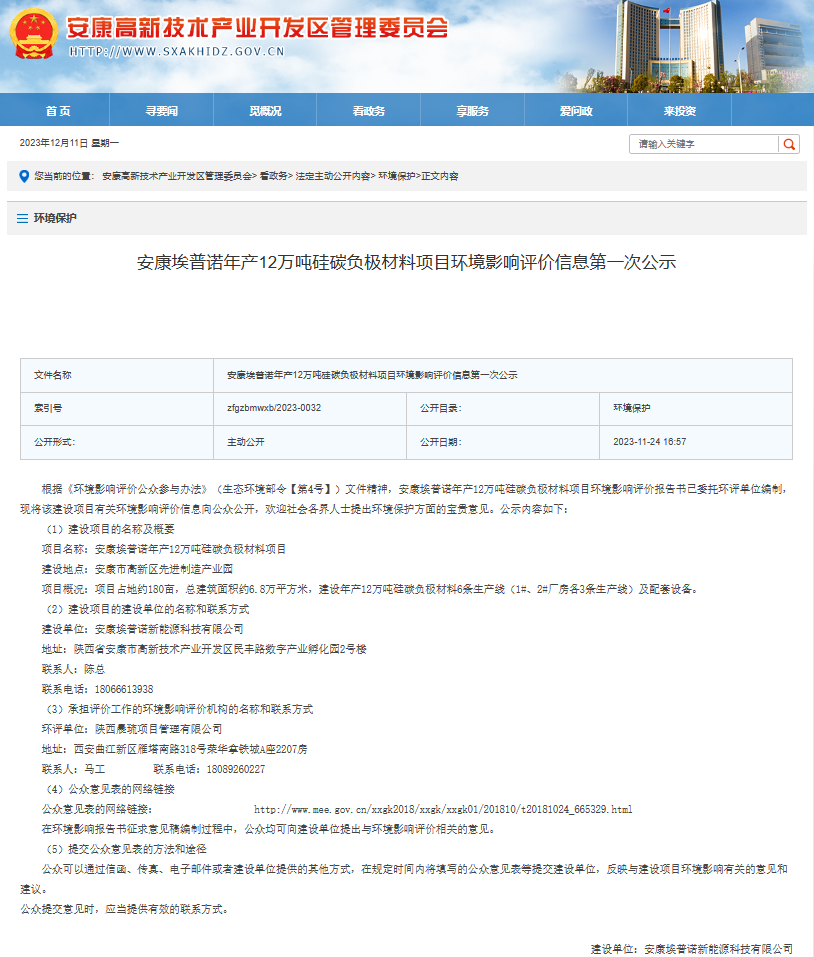 安康高新技术产业开发区管理委员会
HTTP://WWW.SXAKHIDZ.GOV.CN
首页 寻要闻 觅概况 看政务 享服务 爱问政 来投资
2023年12月11日 星期一
请输入关键字
您当前的位置： 安康高新技术产业开发区管理委员会> 看政务> 法定主动公开内容> 环境保护>正文内容
环境保护
安康埃普诺年产12万吨硅碳负极材料项目环境影响评价信息第一次公示
文件名称 安康埃普诺年产12万吨硅碳负极材料项目环境影响评价信息第一次公示
索引号 zfgzbmwxb/2023-0032 公开目录： 环境保护
公开形式： 主动公开 公开日期： 2023-11-24 16:57
根据《环境影响评价公众参与办法》（生态环境部令【第4号】）文件精神，安康埃普诺年产12万吨硅碳负极材料项目环境影响评价报告书已委托环评单位编制，
现将该建设项目有关环境影响评价信息向公众公开，欢迎社会各界人士提出环境保护方面的宝贵意见。公示内容如下：
（1）建设项目的名称及概要
项目名称：安康埃普诺年产12万吨硅碳负极材料项目
建设地点：安康市高新区先进制造产业园
项目概况：项目占地约180亩，总建筑面积约6.8万平方米，建设年产12万吨硅碳负极材料6条生产线（1#、2#厂房各3条生产线）及配套设备。
（2）建设项目的建设单位的名称和联系方式
建设单位：安康埃普诺新能源科技有限公司
地址：陕西省安康市高新技术产业开发区民丰路数字产业孵化园2号楼
联系人：陈总
联系电话：18066613938
（3）承担评价工作的环境影响评价机构的名称和联系方式
环评单位：陕西晨琉项目管理有限公司
地址：西安曲江新区雁塔南路318号荣华拿铁城A座2207房
联系人：马工 联系电话：18089260227
（4）公众意见表的网络链接
公众意见表的网络链接： http://www.mee.gov.cn/xxgk2018/xxgk/xxgk01/201810/t20181024_665329.html
在环境影响报告书征求意见稿编制过程中，公众均可向建设单位提出与环境影响评价相关的意见。
（5）提交公众意见表的方法和途径
公众可以通过信函、传真、电子邮件或者建设单位提供的其他方式，在规定时间内将填写的公众意见表等提交建设单位，反映与建设项目环境影响有关的意见和
建议。
公众提交意见时，应当提供有效的联系方式。
建设单位：安康埃普诺新能源科技有限公司